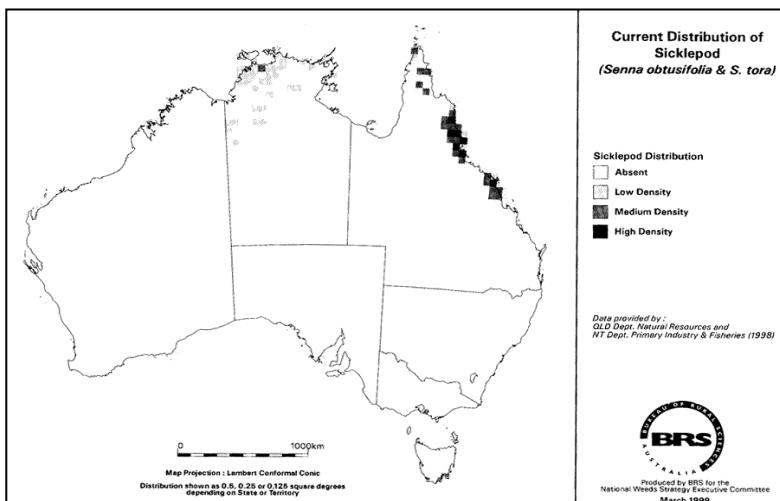 Current Distribution of
Sicklepod
(Senna obtusifolia & S. tora)
Sicklepod Distribution
Absent
Low Density
Medium Density
High Density
Data provided by :
QLD Dept. Natural Resources and
NT Dept. Primary Industry & Fisheries (1998)
0 1000km
Map Projection : Lambert Conformal Conic
Distribution shown as 0.5, 0.25 or 0.125 square degrees
depending on State or Territory
BUREAU OF RURAL SCIENCES
BRS
AUSTRALIA
Produced by BRS for the
National Weeds Strategy Executive Committee
March 1999